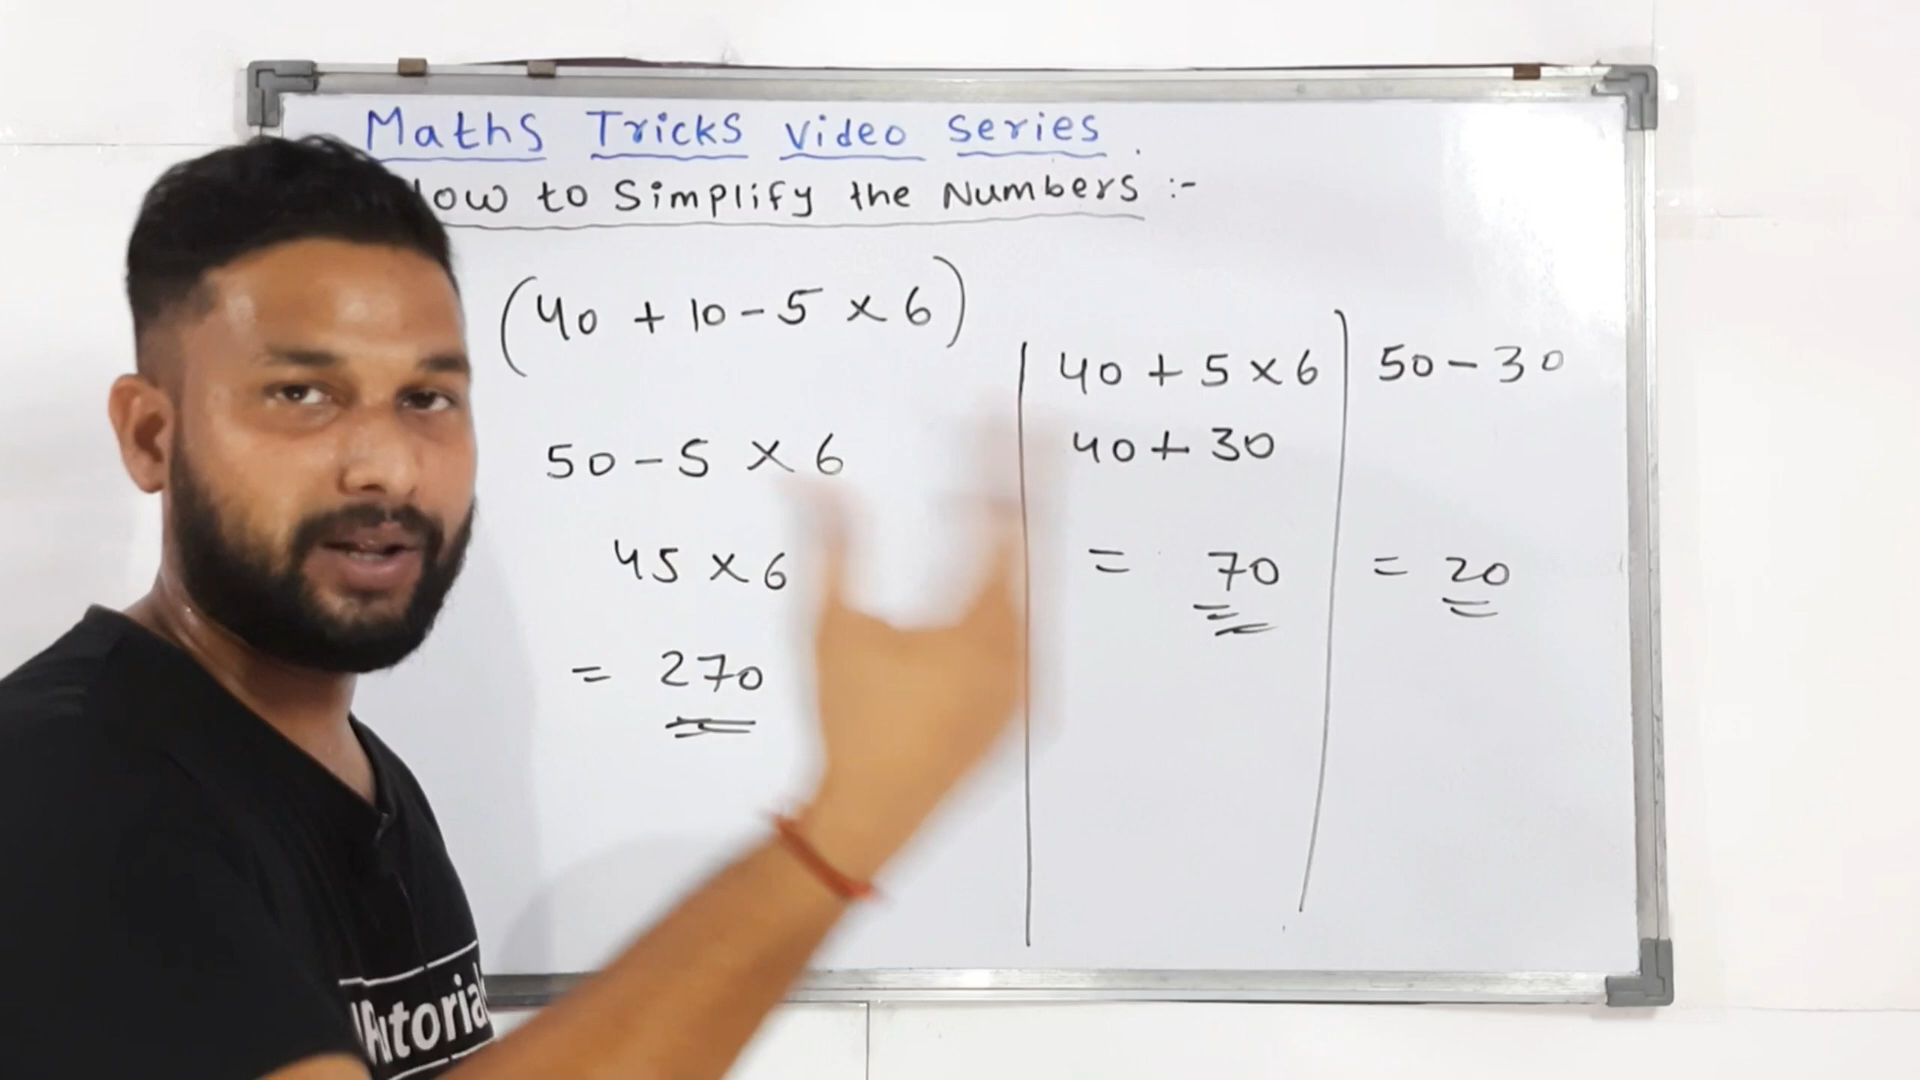 Maths Tricks Video Series.
to Simplify the Numbers :-
(40 + 10 - 5 × 6)
50 - 5 × 6
45 × 6
= 270
40 + 5 × 6
40 + 30
= 70
50 - 30
= 20